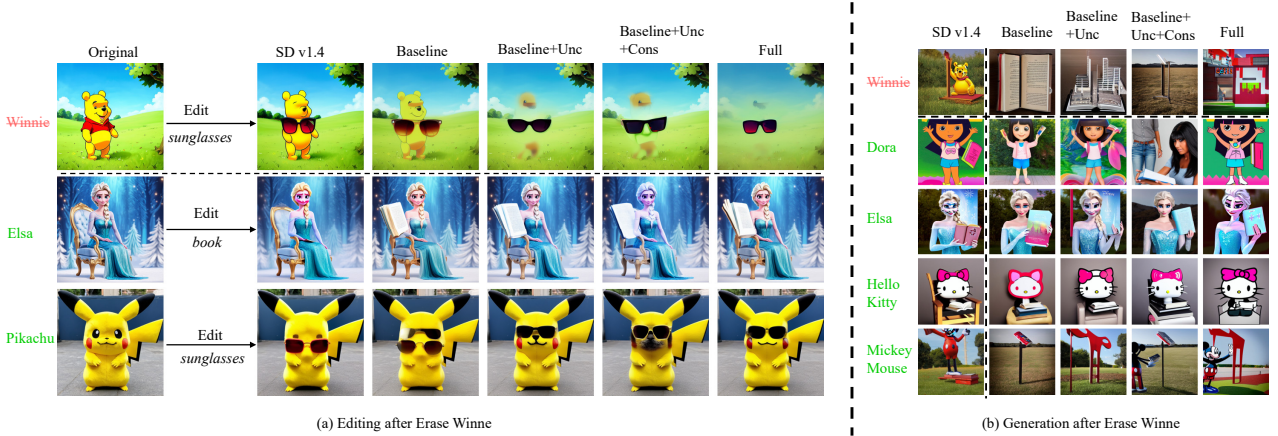 Original
SD v1.4
Baseline
Baseline+Unc
Baseline+Unc
+Cons
Full
Winnie
Edit
sunglasses
Elsa
Edit
book
Pikachu
Edit
sunglasses
(a) Editing after Erase Winne
SD v1.4
Baseline
Baseline
+Unc
Baseline+
Unc+Cons
Full
Winnie
Dora
Elsa
Hello
Kitty
Mickey
Mouse
(b) Generation after Erase Winne